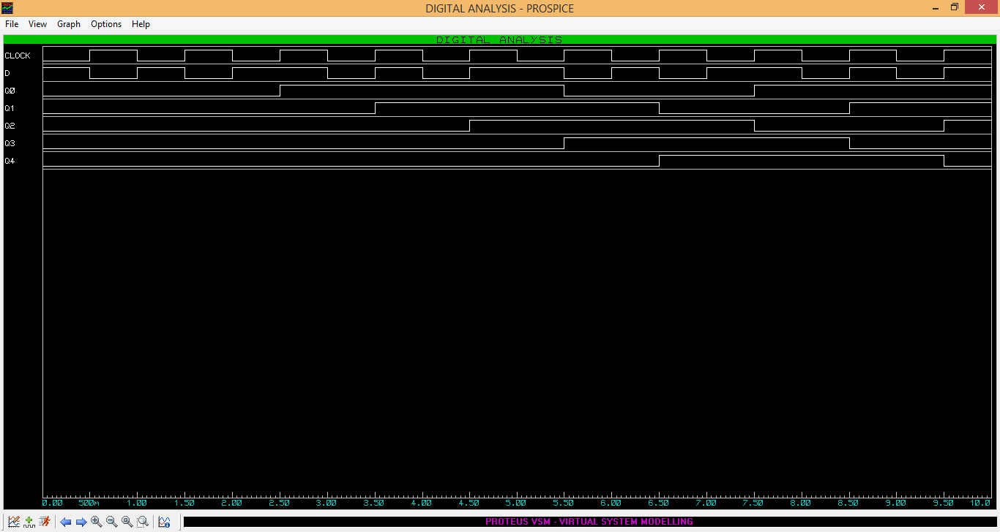 DIGITAL ANALYSIS - PROSPICE
File View Graph Options Help
DIGITAL ANALYSIS
CLOCK
D
Q0
Q1
Q2
Q3
Q4
0.00 500m 1.00 1.50 2.00 2.50 3.00 3.50 4.00 4.50 5.00 5.50 6.00 6.50 7.00 7.50 8.00 8.50 9.00 9.50 10.0
PROTEUS VSM - VIRTUAL SYSTEM MODELLING